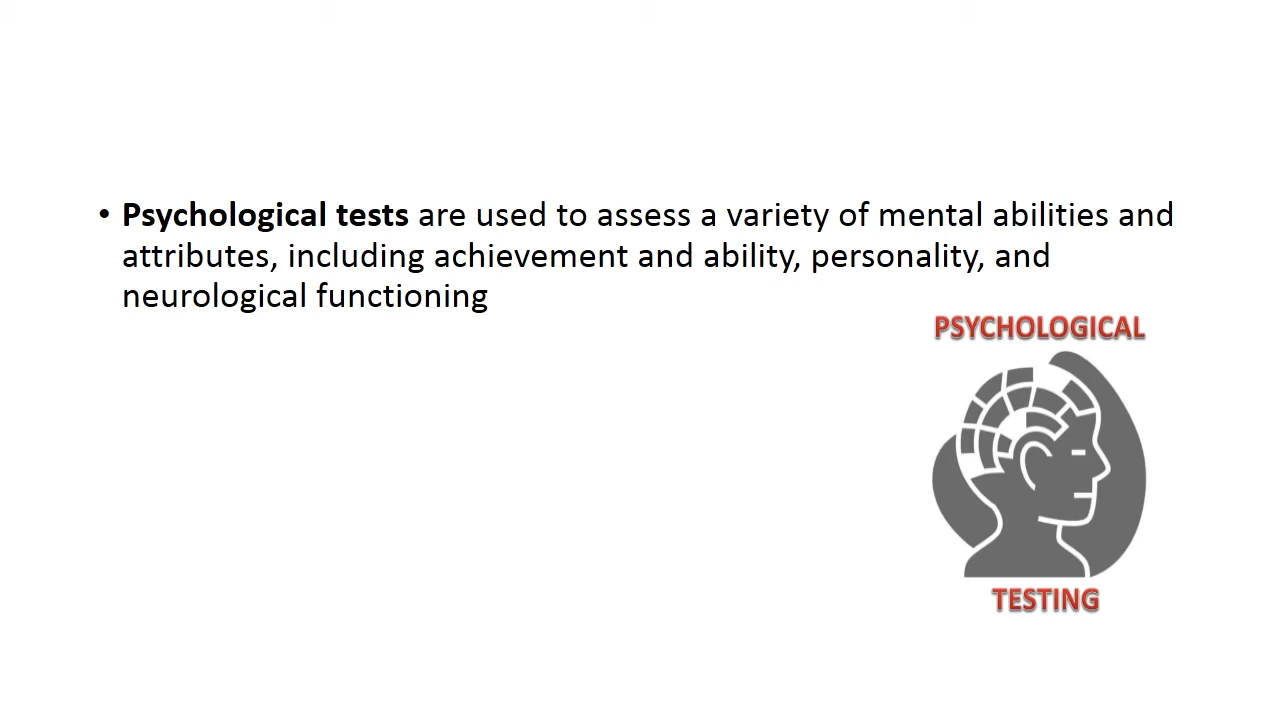 • Psychological tests are used to assess a variety of mental abilities and
attributes, including achievement and ability, personality, and
neurological functioning
PSYCHOLOGICAL
TESTING